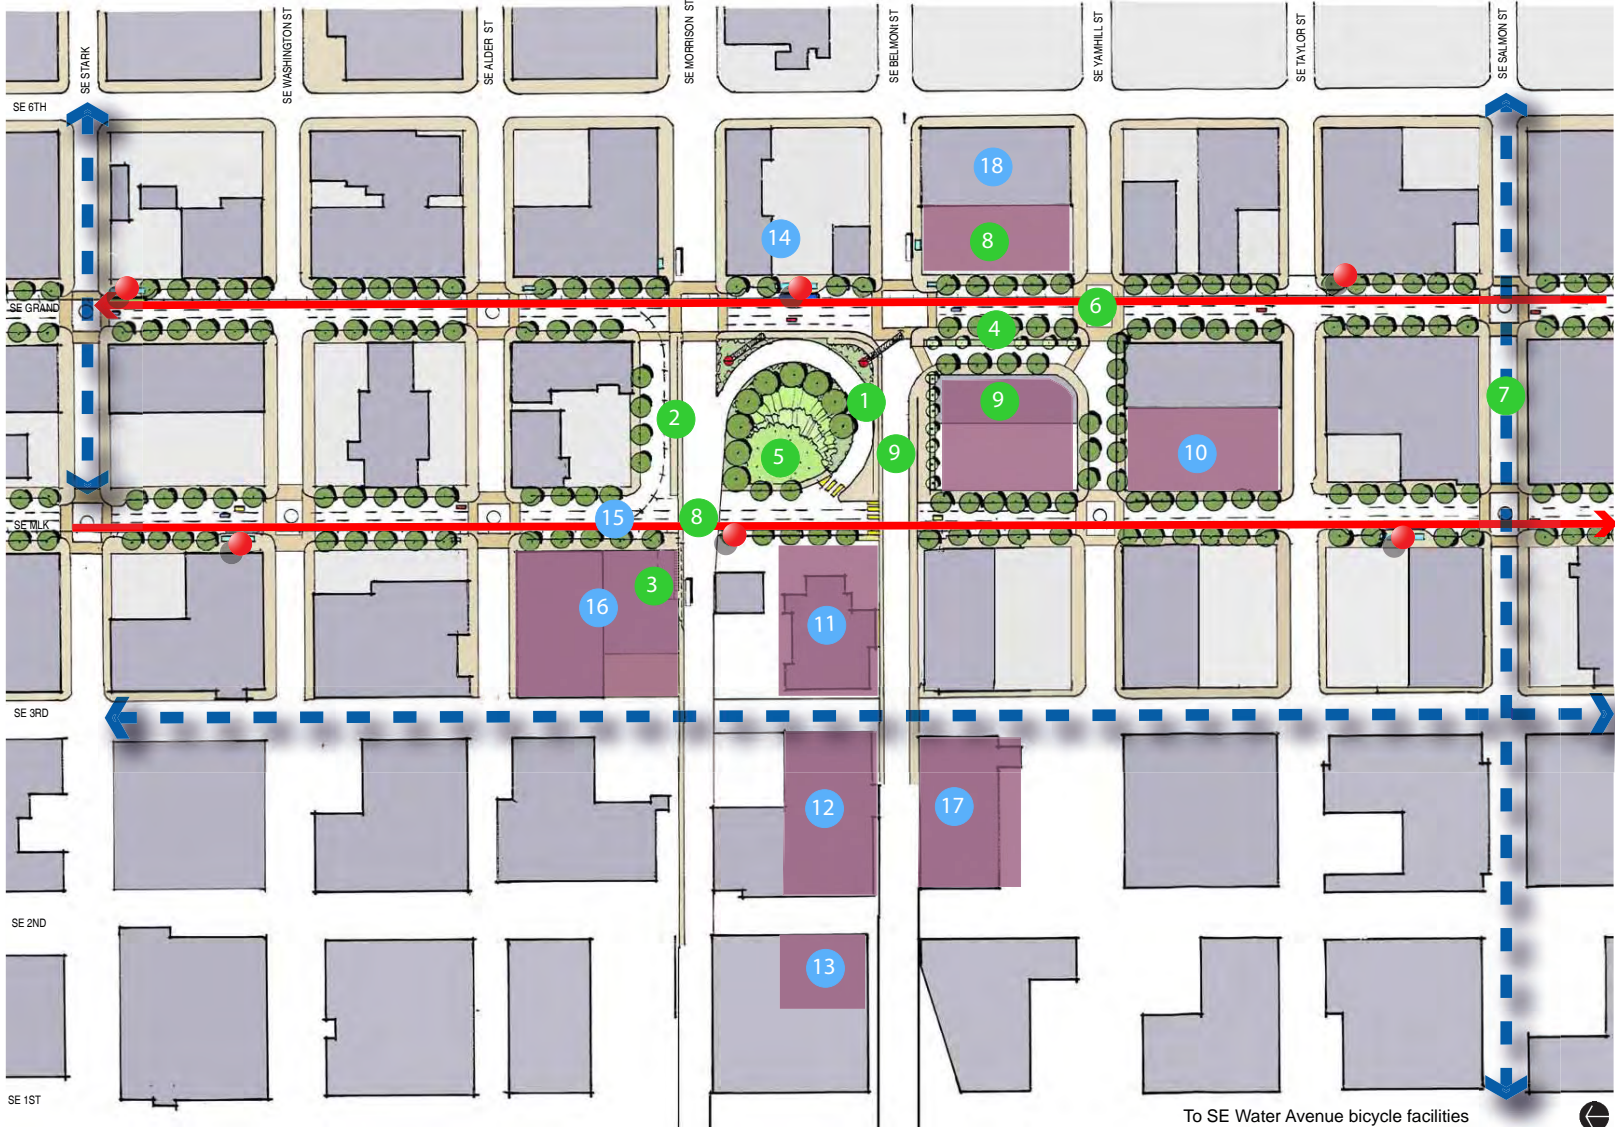 SE STARK
SE WASHINGTON ST
SE ALDER ST
SE MORRISON ST
SE BELMONt ST
SE YAMHILL ST
SE TAYLOR ST
SE SALMON ST
SE 6TH
18
14
8
SE GRAND
6
4
1
9
7
2
9
5
10
SE MLK
15
8
3
16
11
SE 3RD
12
17
SE 2ND
13
SE 1ST
To SE Water Avenue bicycle facilities